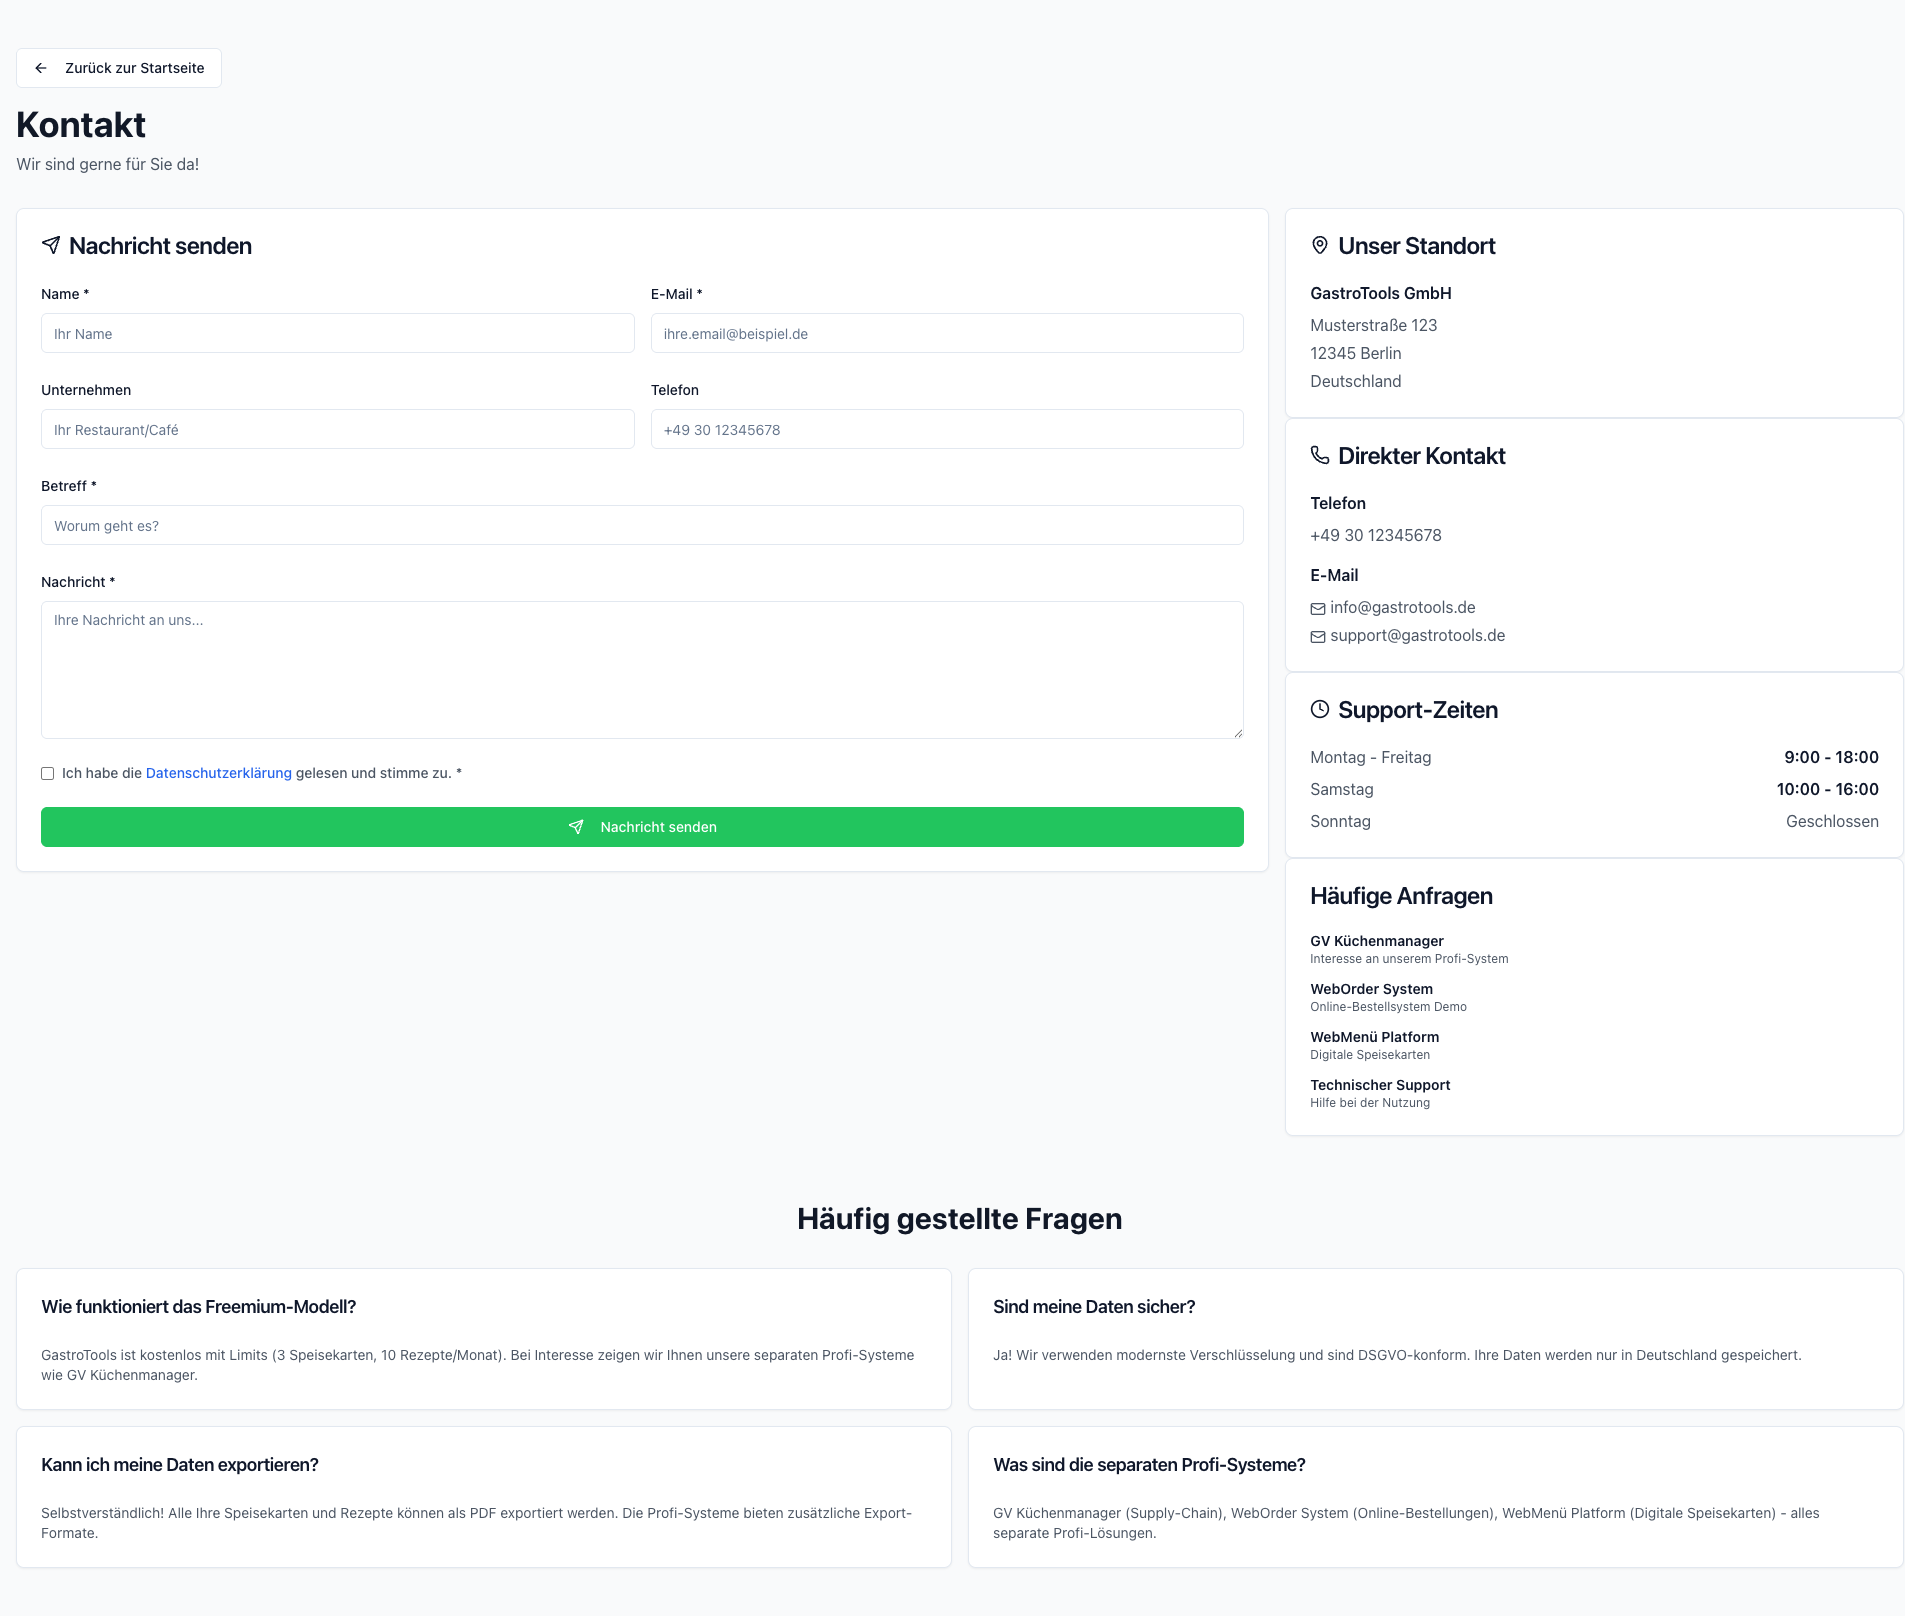 Zurück zur Startseite
Kontakt
Wir sind gerne für Sie da!
Nachricht senden
Name *
Ihr Name
E-Mail *
ihre.email@beispiel.de
Unternehmen
Ihr Restaurant/Café
Telefon
+49 30 12345678
Betreff *
Worum geht es?
Nachricht *
Ihre Nachricht an uns...
Ich habe die Datenschutzerklärung gelesen und stimme zu. *
Nachricht senden
Unser Standort
GastroTools GmbH
Musterstraße 123
12345 Berlin
Deutschland
Direkter Kontakt
Telefon
+49 30 12345678
E-Mail
info@gastrotools.de
support@gastrotools.de
Support-Zeiten
Montag - Freitag 9:00 - 18:00
Samstag 10:00 - 16:00
Sonntag Geschlossen
Häufige Anfragen
GV Küchenmanager
Interesse an unserem Profi-System
WebOrder System
Online-Bestellsystem Demo
WebMenü Platform
Digitale Speisekarten
Technischer Support
Hilfe bei der Nutzung
Häufig gestellte Fragen
Wie funktioniert das Freemium-Modell?
GastroTools ist kostenlos mit Limits (3 Speisekarten, 10 Rezepte/Monat). Bei Interesse zeigen wir Ihnen unsere separaten Profi-Systeme
wie GV Küchenmanager.
Sind meine Daten sicher?
Ja! Wir verwenden modernste Verschlüsselung und sind DSGVO-konform. Ihre Daten werden nur in Deutschland gespeichert.
Kann ich meine Daten exportieren?
Selbstverständlich! Alle Ihre Speisekarten und Rezepte können als PDF exportiert werden. Die Profi-Systeme bieten zusätzliche Export-
Formate.
Was sind die separaten Profi-Systeme?
GV Küchenmanager (Supply-Chain), WebOrder System (Online-Bestellungen), WebMenü Platform (Digitale Speisekarten) - alles
separate Profi-Lösungen.